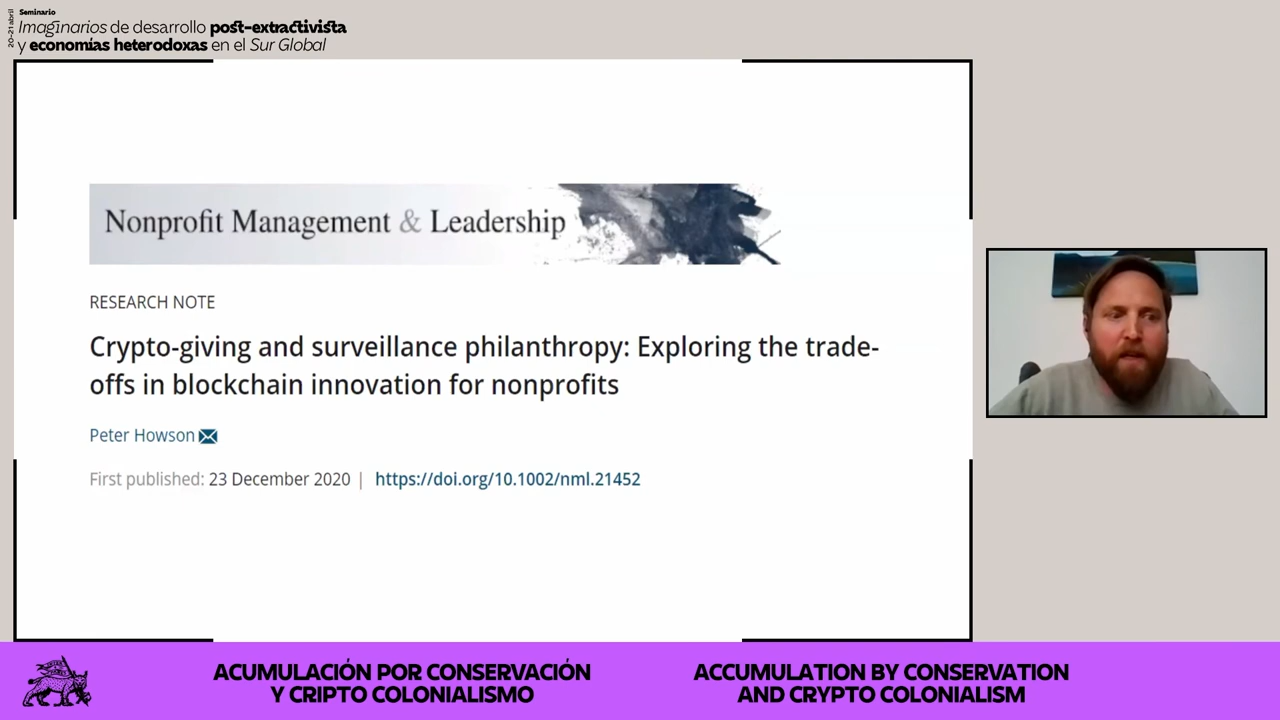 20-21 abril
Seminario
Imaginarios de desarrollo post-extractivista
y economías heterodoxas en el Sur Global
Nonprofit Management & Leadership
RESEARCH NOTE
Crypto-giving and surveillance philanthropy: Exploring the trade-
offs in blockchain innovation for nonprofits
Peter Howson
First published: 23 December 2020 | https://doi.org/10.1002/nml.21452
ACUMULACIÓN POR CONSERVACIÓN
Y CRIPTO COLONIALISMO
ACCUMULATION BY CONSERVATION
AND CRYPTO COLONIALISM